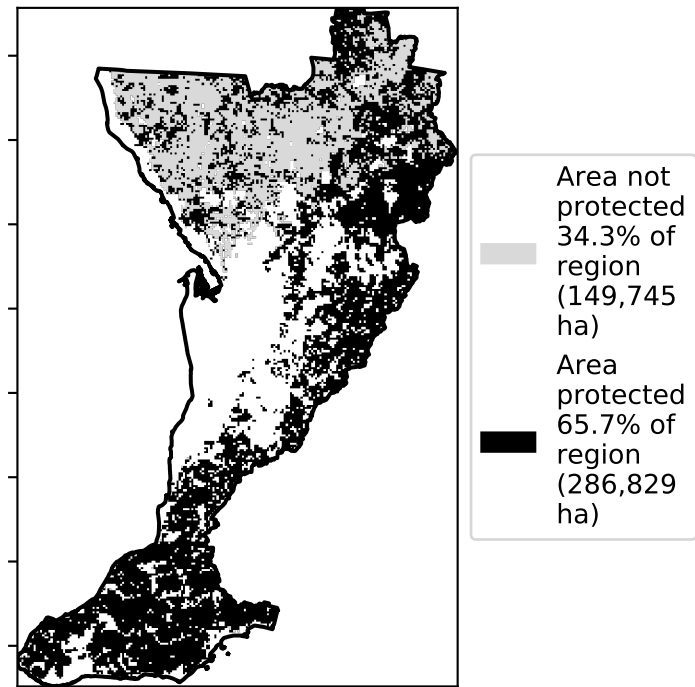 Area not
protected
34.3% of
region
(149,745
ha)
Area
protected
65.7% of
region
(286,829
ha)